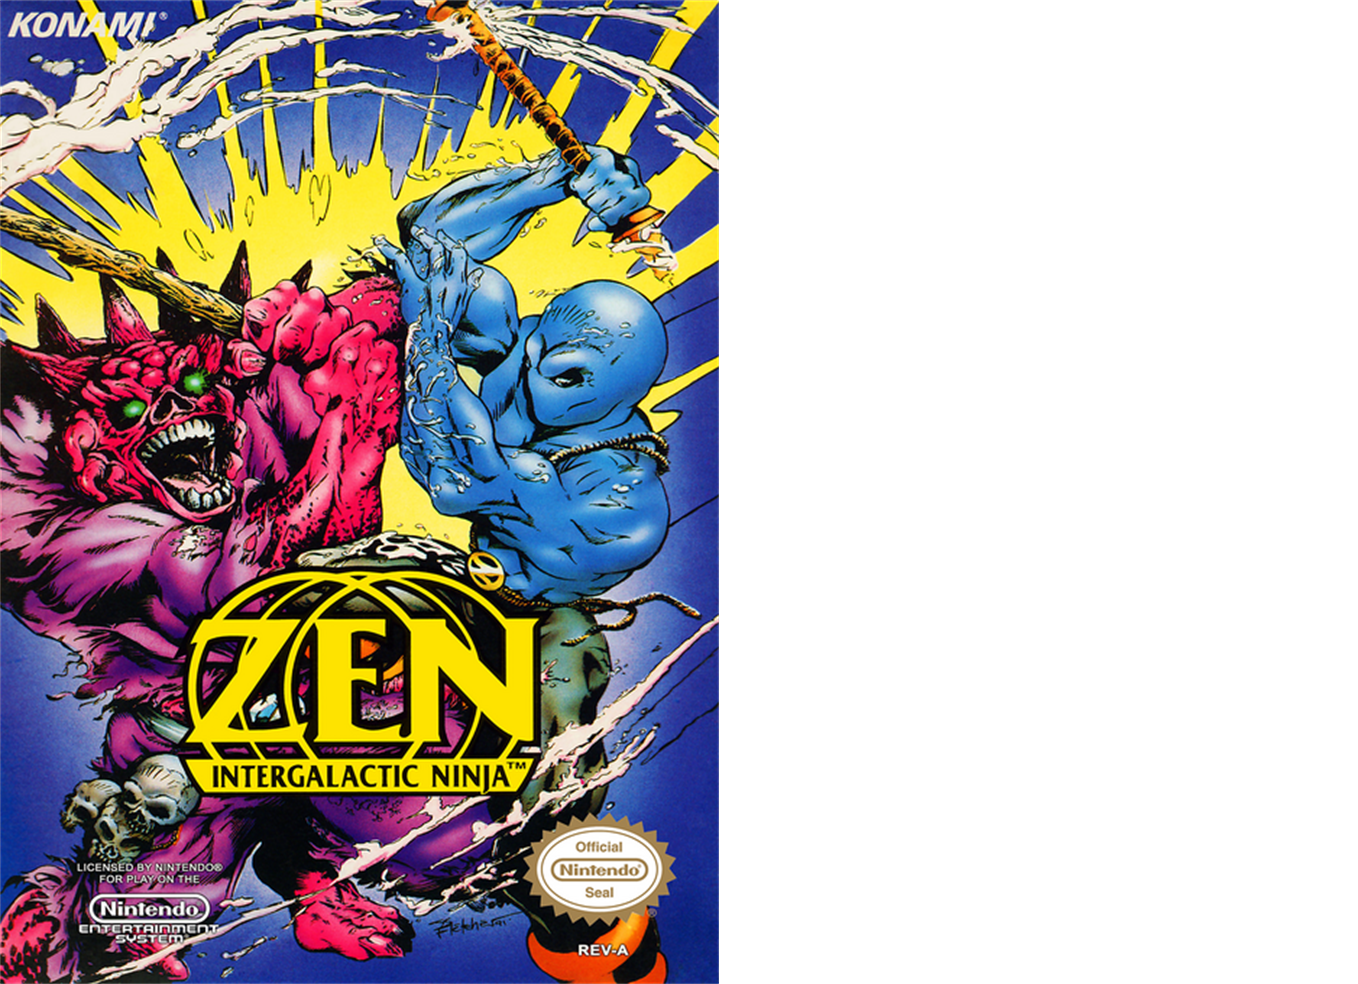 KONAMI®
ZEN
INTERGALACTIC NINJA™
LICENSED BY NINTENDO®
FOR PLAY ON THE
Nintendo®
ENTERTAINMENT
SYSTEM®
Official
Nintendo®
Seal
®
REV-A